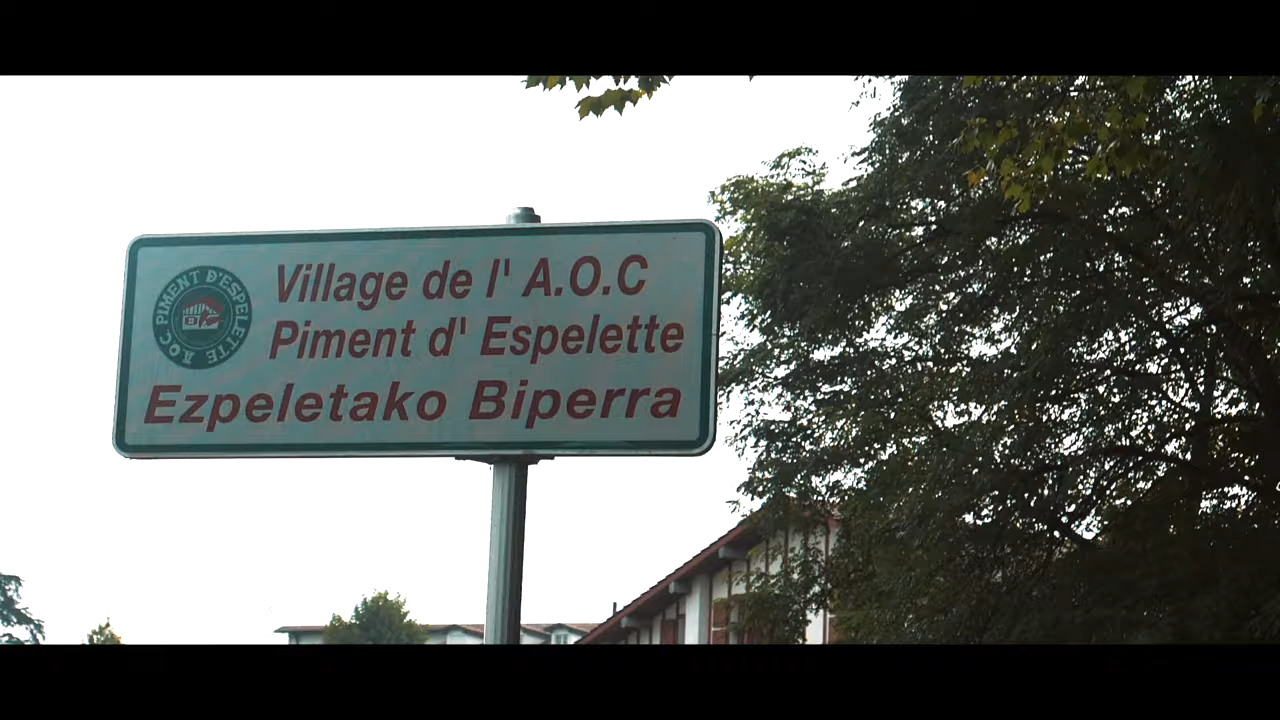 Village de l' A.O.C
Piment d' Espelette
Ezpeletako Biperra
PIMENT D'ESPELETTE A.O.C